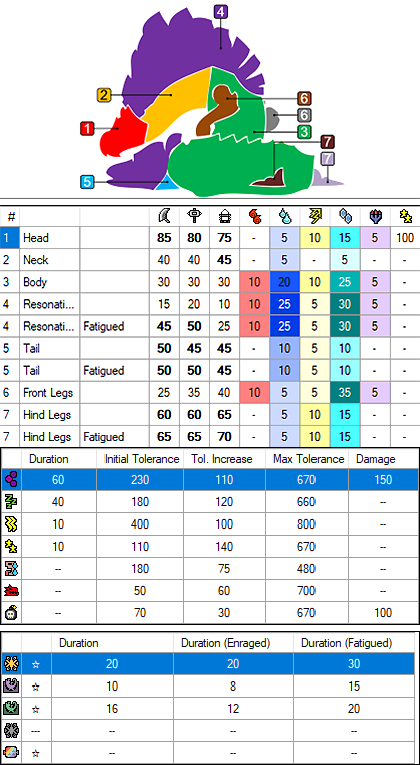 4
2
6
1
6
3
7
5
7
#
1 Head 85 80 75 - 5 10 15 5 100
2 Neck 40 40 45 - 5 - 5 - -
3 Body 30 30 30 10 20 10 25 5 -
4 Resonati... 15 20 10 10 25 5 30 5 -
4 Resonati... Fatigued 45 50 25 10 25 5 30 5 -
5 Tail 50 45 45 - 10 5 10 - -
5 Tail Fatigued 50 45 45 - 10 5 10 - -
6 Front Legs 25 35 40 10 5 5 35 5 -
7 Hind Legs 60 60 65 - 5 10 15 - -
7 Hind Legs Fatigued 65 65 70 - 5 10 15 - -
Duration Initial Tolerance Tol. Increase Max Tolerance Damage
60 230 110 670 150
40 180 120 660 --
10 400 100 800 --
10 110 140 670 --
-- 180 75 480 --
-- 50 60 700 --
-- 70 30 670 100
Duration Duration (Enraged) Duration (Fatigued)
☆ 20 20 30
☆ 10 8 15
☆ 16 12 20
--- -- -- --
☆ -- -- --